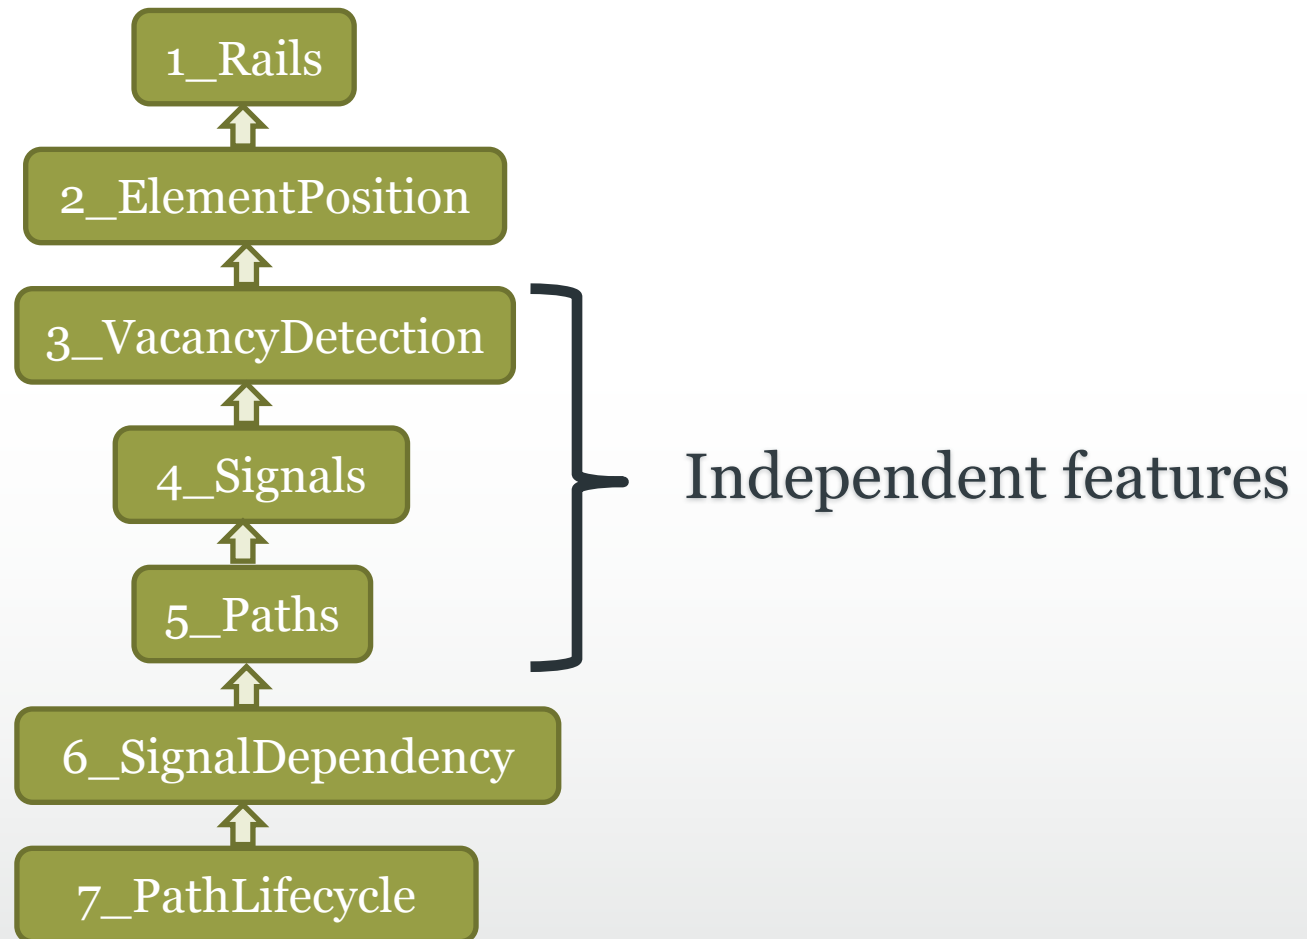 1_Rails
2_ElementPosition
3_VacancyDetection
4_Signals
Independent features
5_Paths
6_SignalDependency
7_PathLifecycle